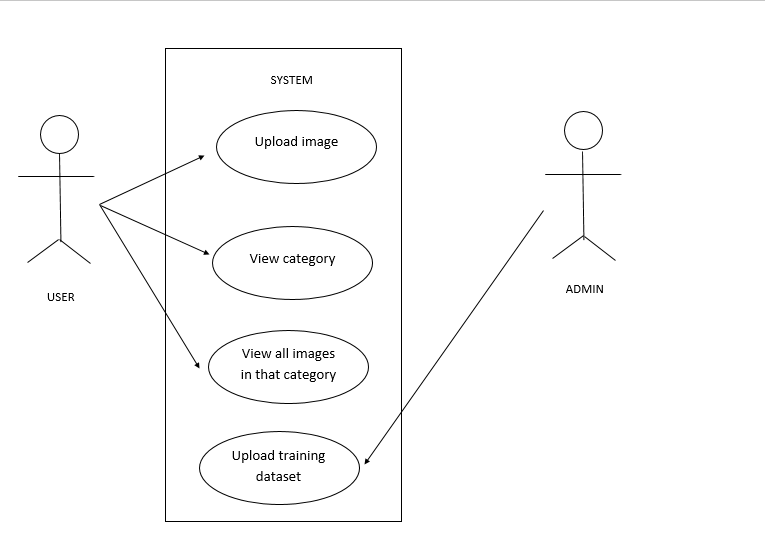 SYSTEM
Upload image
View category
USER
ADMIN
View all images
in that category
Upload training
dataset